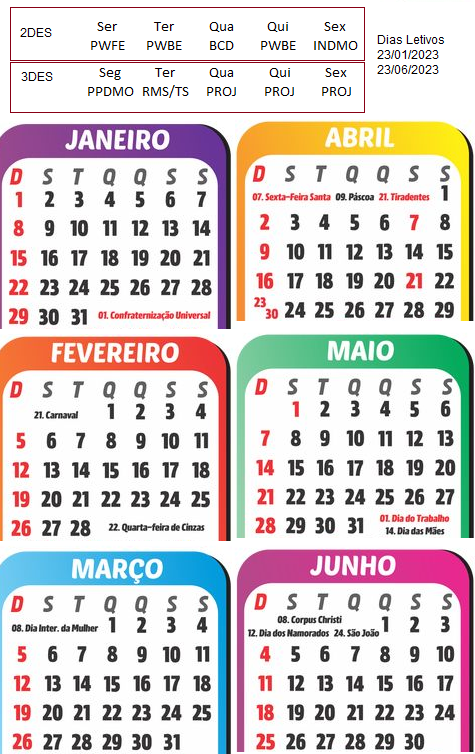 2DES
Ser Ter Qua Qui Sex
PWFE PWBE BCD PWBE INDMO
3DES
Seg Ter Qua Qui Sex
PPDMO RMS/TS PROJ PROJ PROJ
Dias Letivos
23/01/2023
23/06/2023
JANEIRO
D S T Q Q S S
1 2 3 4 5 6 7
8 9 10 11 12 13 14
15 16 17 18 19 20 21
22 23 24 25 26 27 28
29 30 31 01. Confraternização Universal
ABRIL
D S T Q Q S S
07. Sexta-Feira Santa 09. Páscoa 21. Tiradentes 1
2 3 4 5 6 7 8
9 10 11 12 13 14 15
16 17 18 19 20 21 22
23 30 24 25 26 27 28 29
FEVEREIRO
D S T Q Q S S
21. Carnaval 1 2 3 4
5 6 7 8 9 10 11
12 13 14 15 16 17 18
19 20 21 22 23 24 25
26 27 28 22. Quarta-feira de Cinzas
MAIO
D S T Q Q S S
1 2 3 4 5 6
7 8 9 10 11 12 13
14 15 16 17 18 19 20
21 22 23 24 25 26 27
28 29 30 31 01. Dia do Trabalho
14. Dia das Mães
MARÇO
D S T Q Q S S
08. Dia Inter. da Mulher 1 2 3 4
5 6 7 8 9 10 11
12 13 14 15 16 17 18
19 20 21 22 23 24 25
26 27 28 29 30 31
JUNHO
D S T Q Q S S
08. Corpus Christi
12. Dia dos Namorados 24. São João 1 2 3
4 5 6 7 8 9 10
11 12 13 14 15 16 17
18 19 20 21 22 23 24
25 26 27 28 29 30